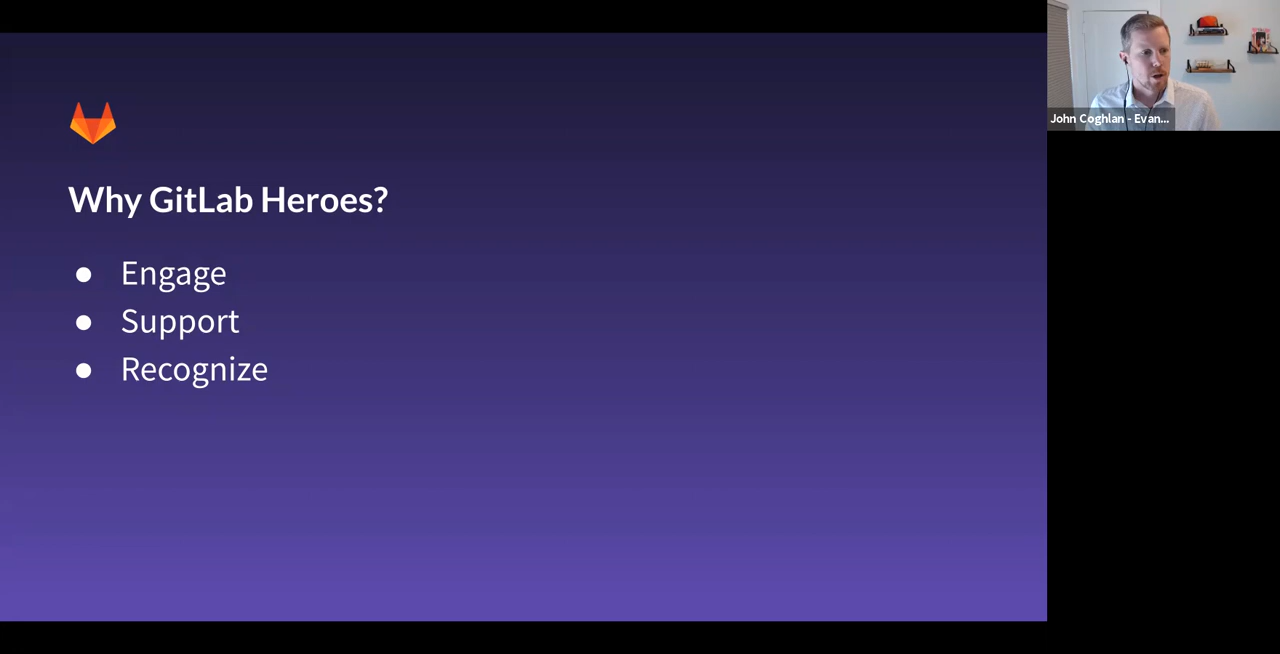 Why GitLab Heroes?
● Engage
● Support
● Recognize
John Coghlan - Evan...